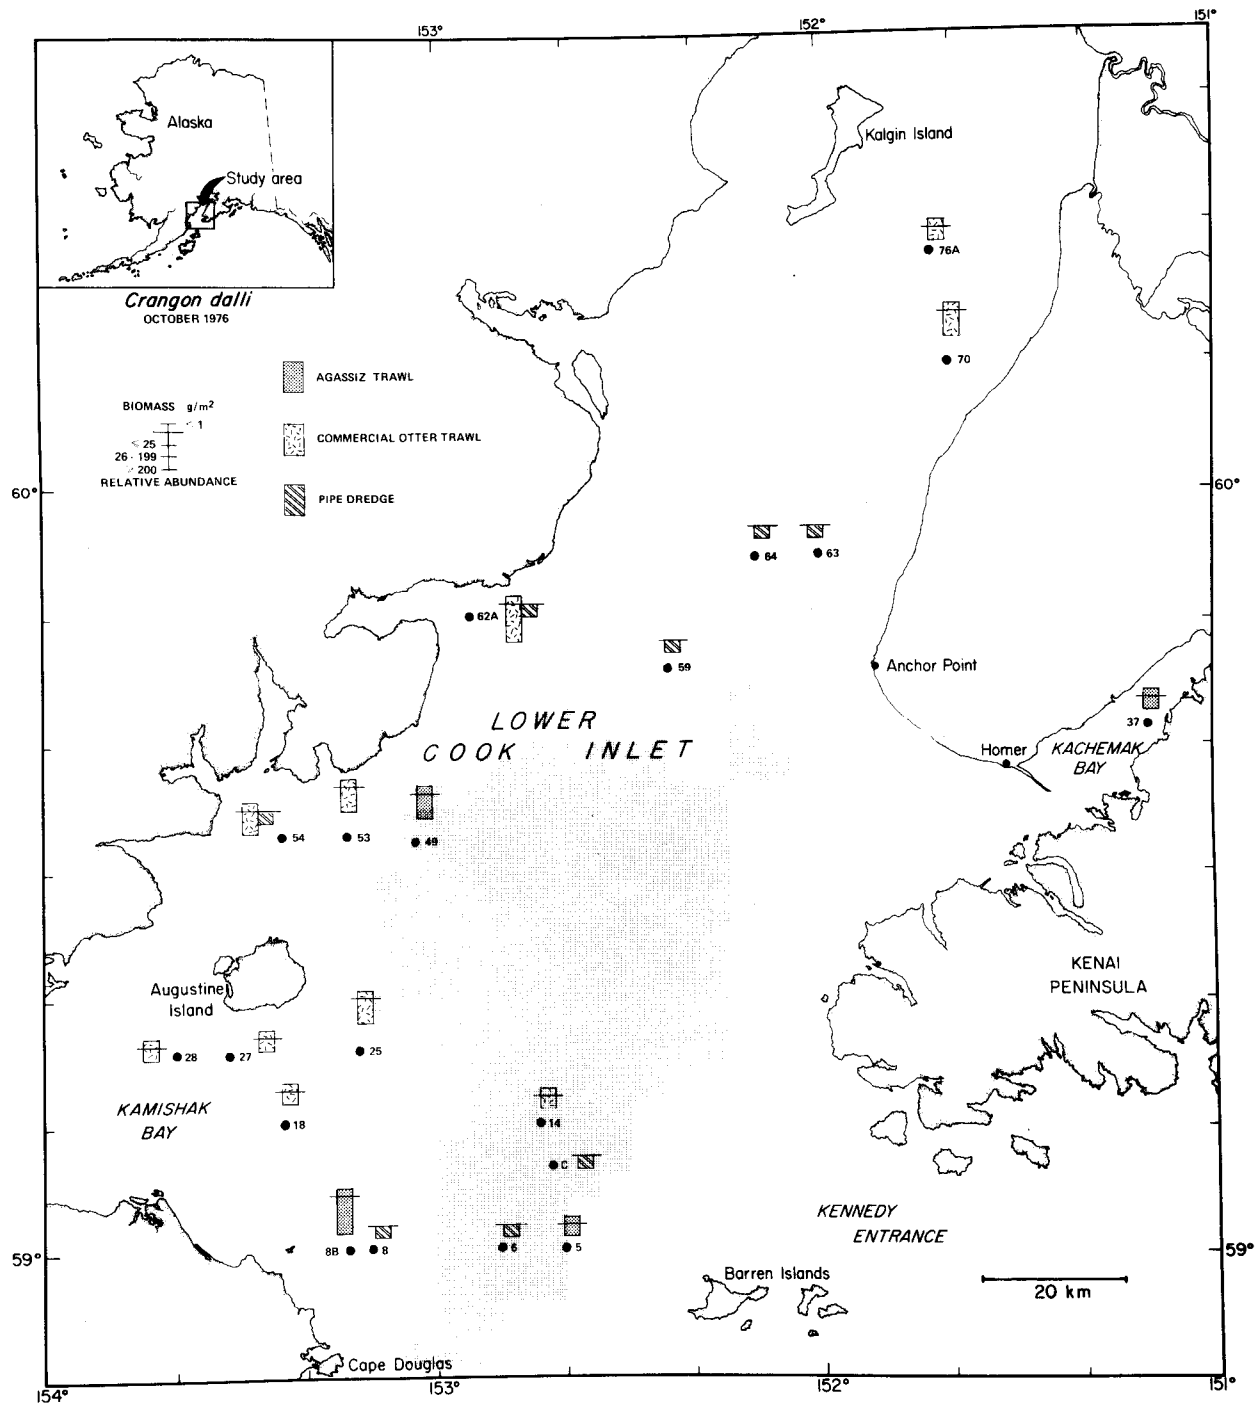 153°
152°
151°
Alaska
Study area
Kalgin Island
76A
Crangon dalli
OCTOBER 1976
70
AGASSIZ TRAWL
BIOMASS g/m²
1
COMMERCIAL OTTER TRAWL
≤ 25
26 - 199
200
RELATIVE ABUNDANCE
PIPE DREDGE
60°
60°
64
63
62A
59
Anchor Point
LOWER
COOK INLET
37
Homer
KACHEMAK
BAY
54
53
49
Augustine
Island
KENAI
PENINSULA
28
27
25
KAMISHAK
BAY
18
14
C
KENNEDY
ENTRANCE
8B
8
6
5
59°
59°
Barren Islands
20 km
Cape Douglas
154°
153°
152°
151°